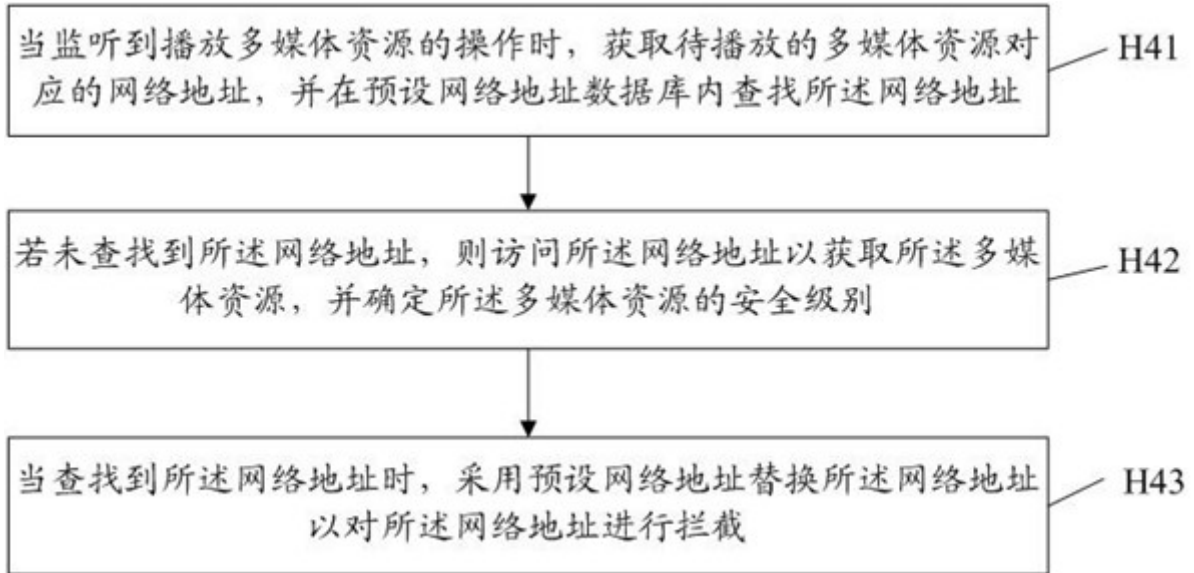 当监听到播放多媒体资源的操作时，获取待播放的多媒体资源对
应的网络地址，并在预设网络地址数据库内查找所述网络地址
H41
若未查找到所述网络地址，则访问所述网络地址以获取所述多媒
体资源，并确定所述多媒体资源的安全级别
H42
当查找到所述网络地址时，采用预设网络地址替换所述网络地址
以对所述网络地址进行拦截
H43